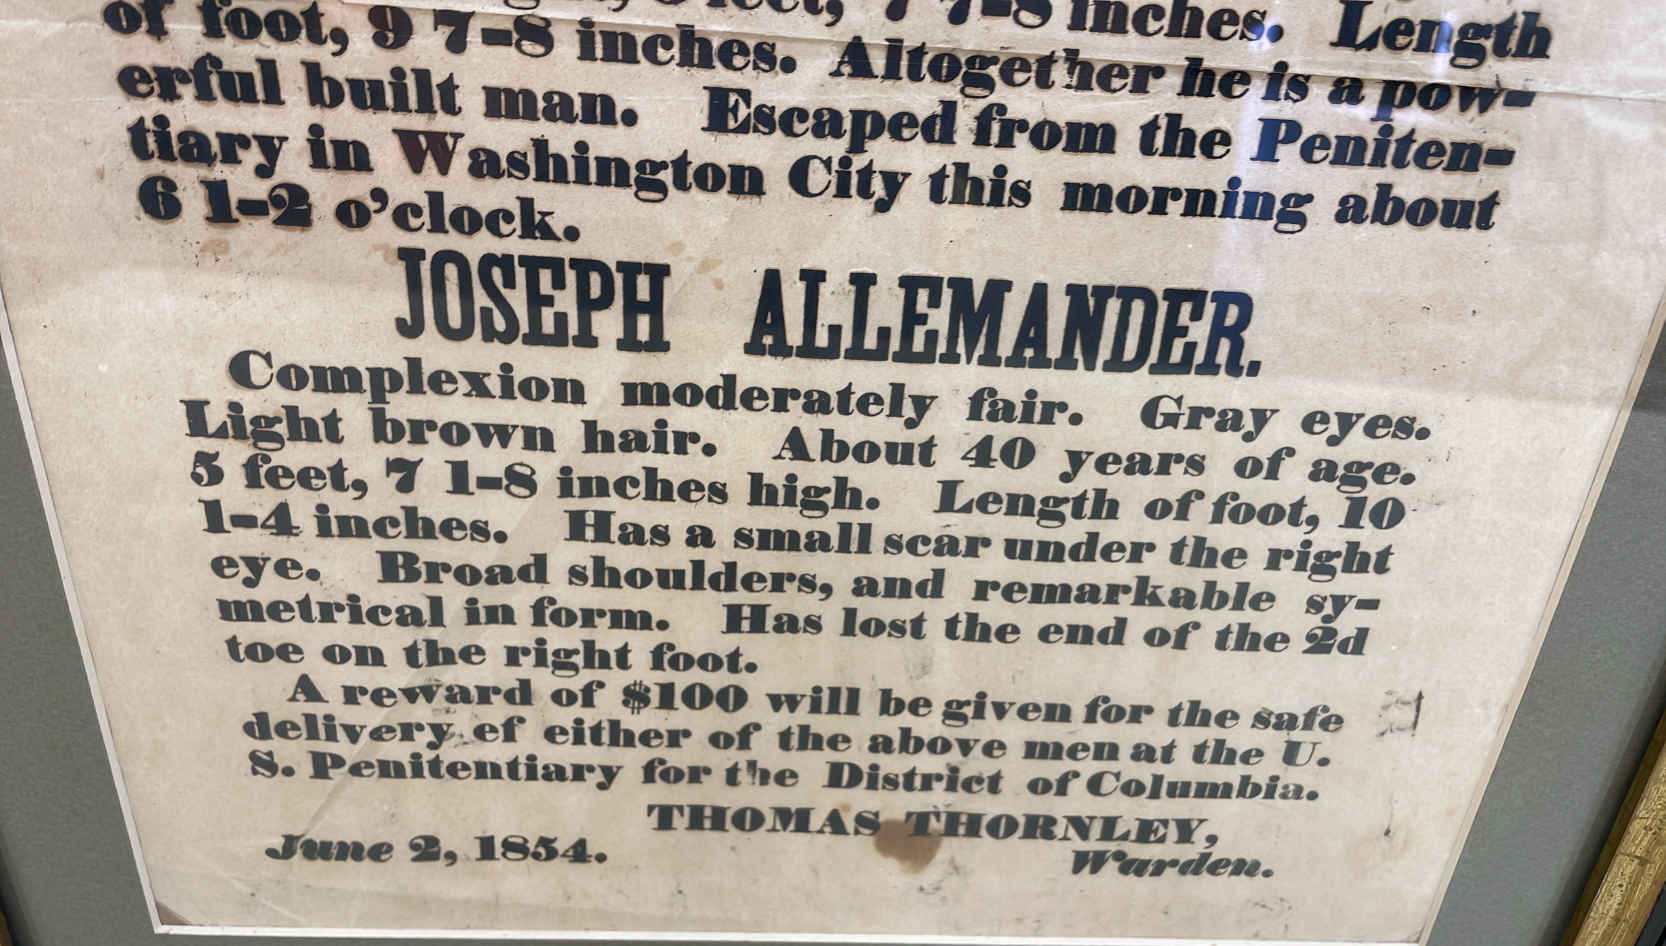 feet, 7 7-8 inches. Length
of foot, 9 7-8 inches. Altogether he is a pow-
erful built man. Escaped from the Peniten-
tiary in Washington City this morning about
6 1-2 o'clock.
JOSEPH ALLEMANDER.
Complexion moderately fair. Gray eyes.
Light brown hair. About 40 years of age.
5 feet, 7 1-8 inches high. Length of foot, 10
1-4 inches. Has a small scar under the right
eye. Broad shoulders, and remarkable sy-
metrical in form. Has lost the end of the 2d
toe on the right foot.
A reward of $100 will be given for the safe
delivery ef either of the above men at the U.
S. Penitentiary for the District of Columbia.
THOMAS THORNLEY,
June 2, 1854. Warden.